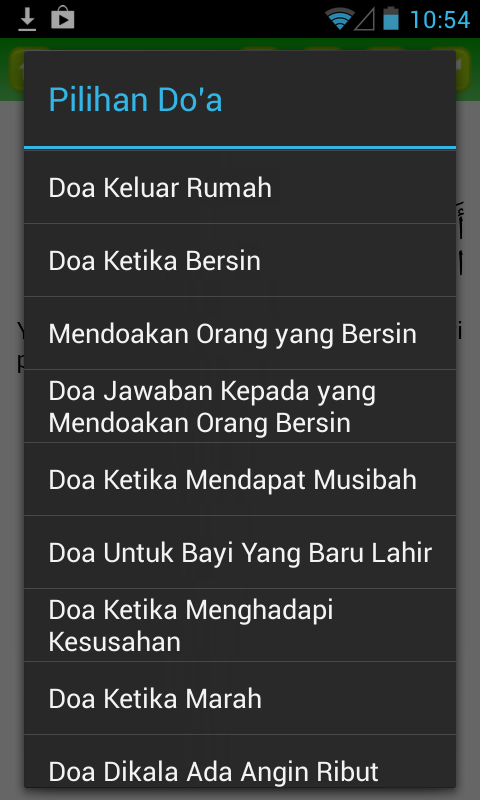 10:54
Pilihan Do'a
Doa Keluar Rumah
Doa Ketika Bersin
Mendoakan Orang yang Bersin
Doa Jawaban Kepada yang
Mendoakan Orang Bersin
Doa Ketika Mendapat Musibah
Doa Untuk Bayi Yang Baru Lahir
Doa Ketika Menghadapi
Kesusahan
Doa Ketika Marah
Doa Dikala Ada Angin Ribut